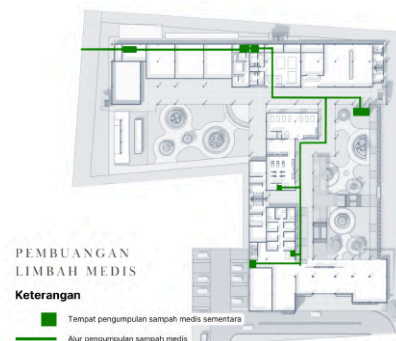 PEMBUANGAN
LIMBAH MEDIS
Keterangan
Tempat pengumpulan sampah medis sementara
Alur pengumpulan sampah medis